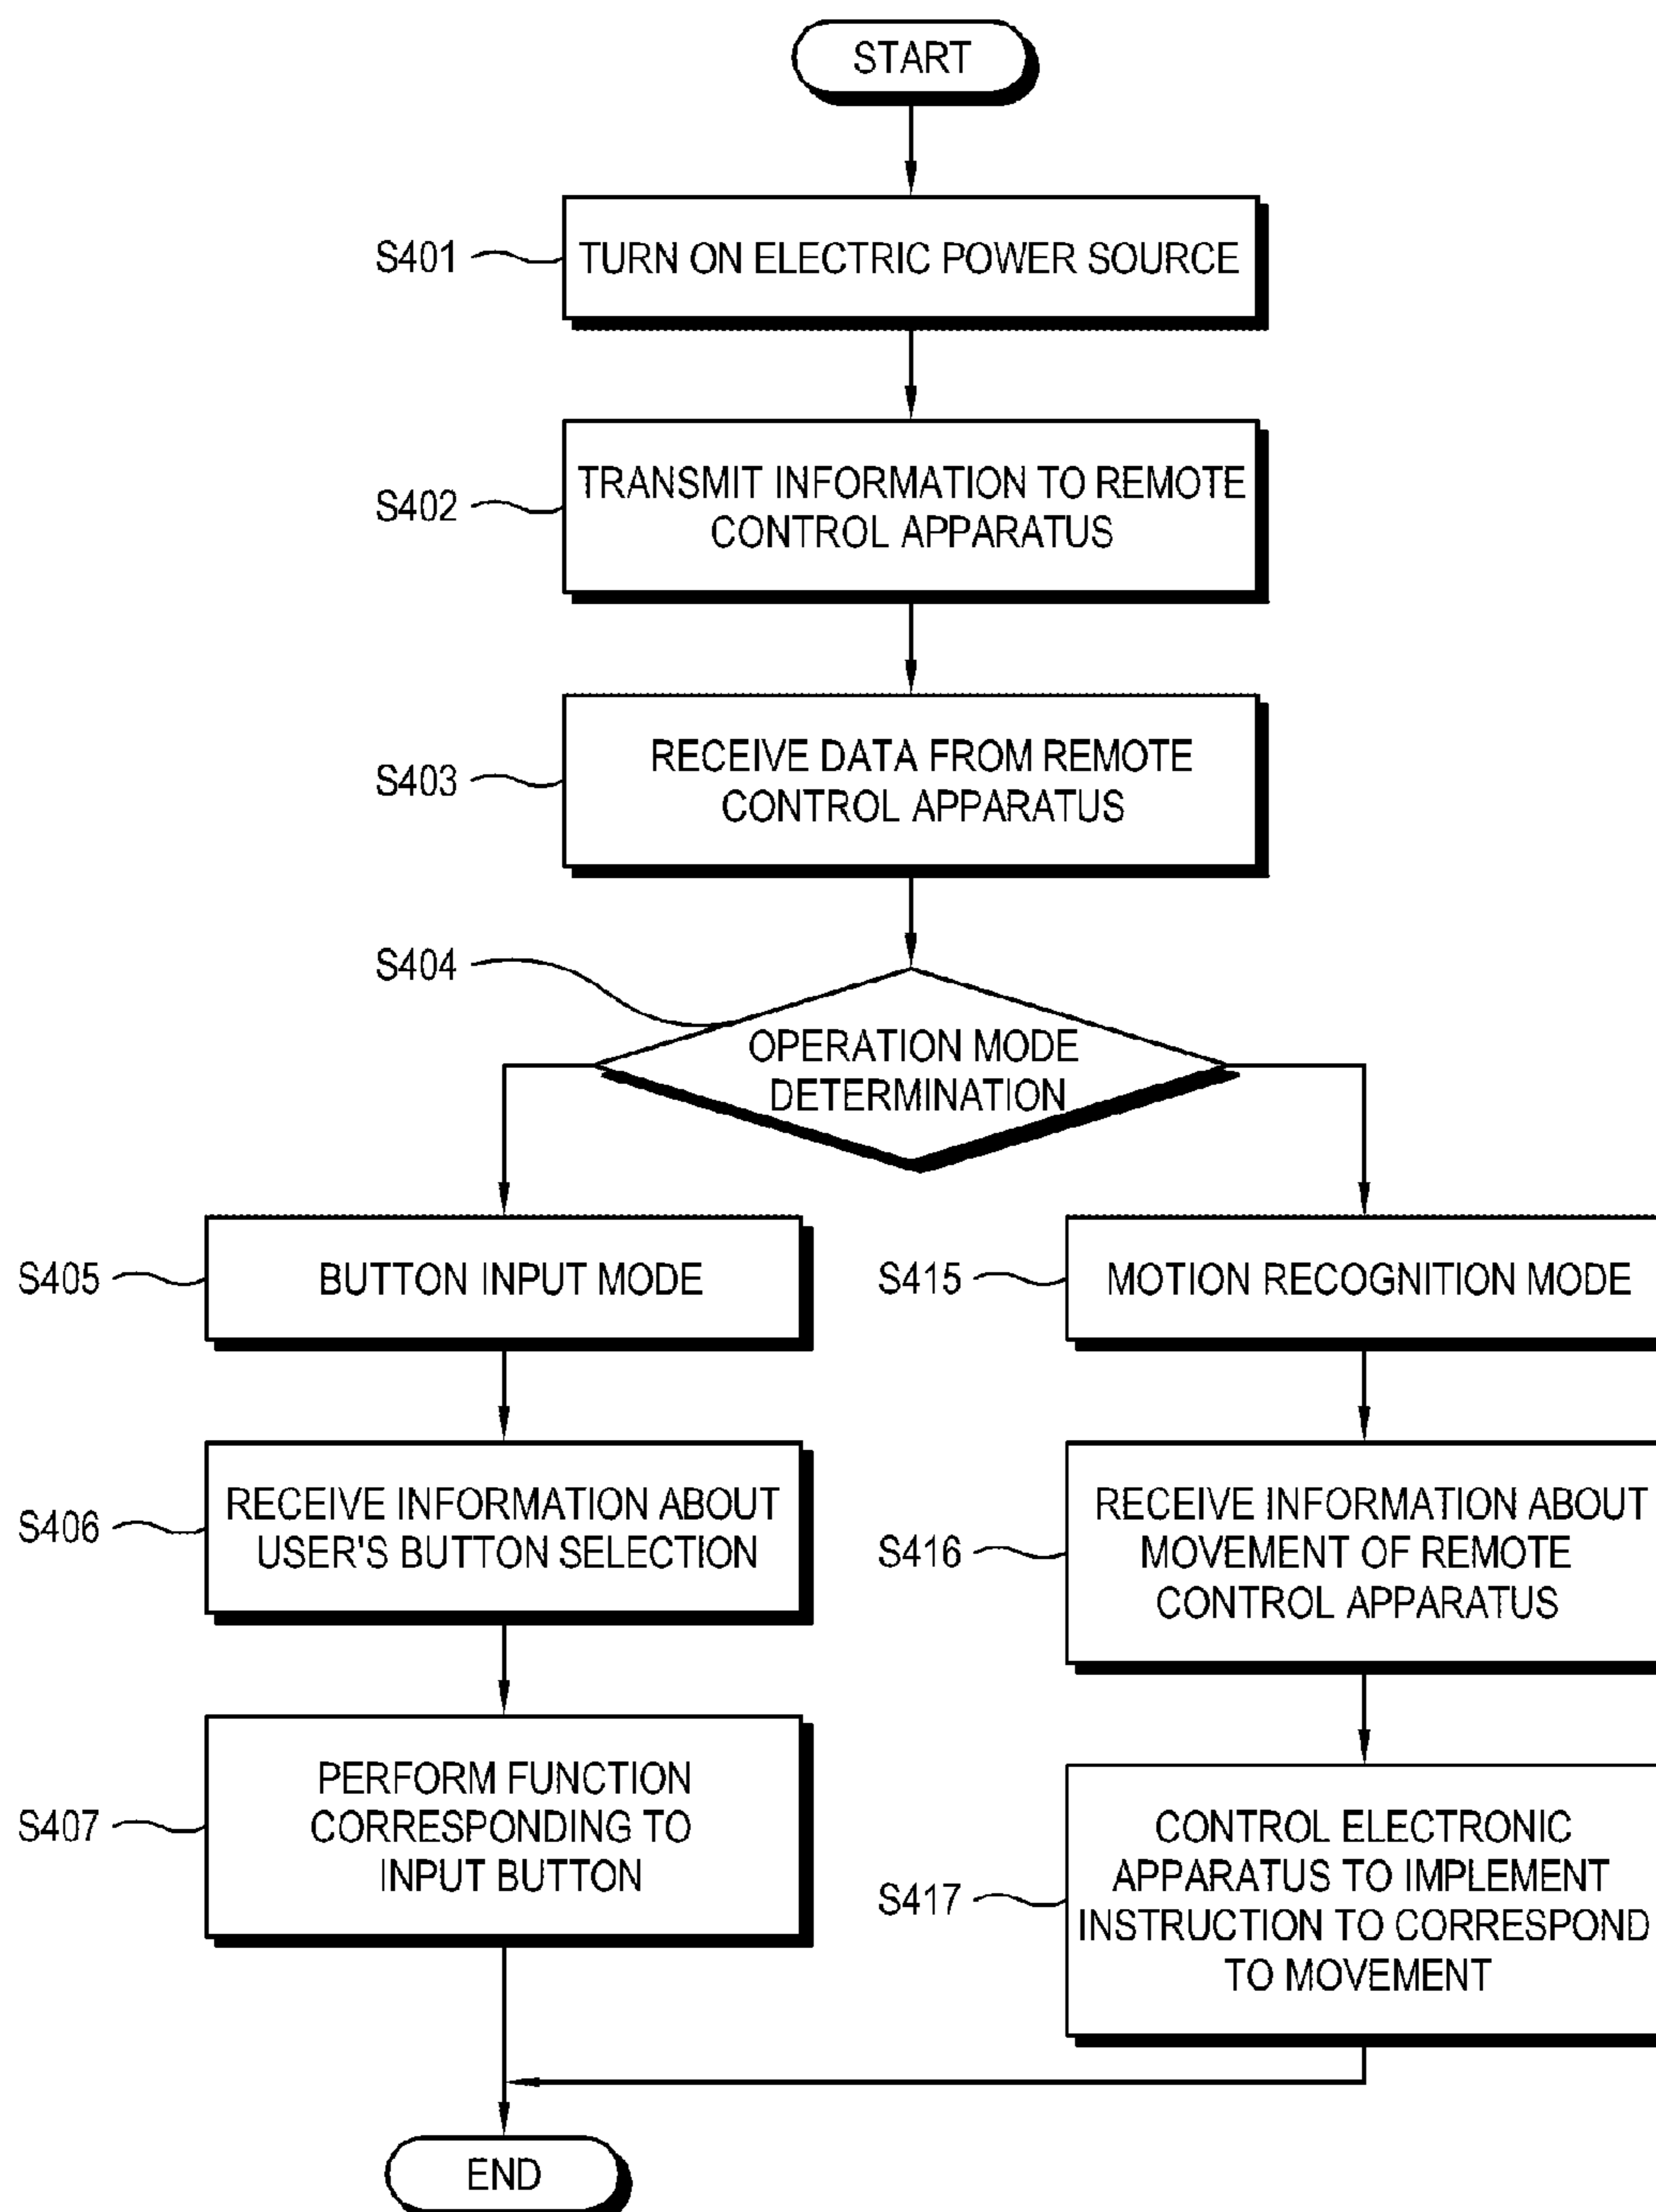 START
S401
TURN ON ELECTRIC POWER SOURCE
S402
TRANSMIT INFORMATION TO REMOTE
CONTROL APPARATUS
S403
RECEIVE DATA FROM REMOTE
CONTROL APPARATUS
S404
OPERATION MODE
DETERMINATION
S405
BUTTON INPUT MODE
S406
RECEIVE INFORMATION ABOUT
USER'S BUTTON SELECTION
S407
PERFORM FUNCTION
CORRESPONDING TO
INPUT BUTTON
S415
MOTION RECOGNITION MODE
S416
RECEIVE INFORMATION ABOUT
MOVEMENT OF REMOTE
CONTROL APPARATUS
S417
CONTROL ELECTRONIC
APPARATUS TO IMPLEMENT
INSTRUCTION TO CORRESPOND
TO MOVEMENT
END